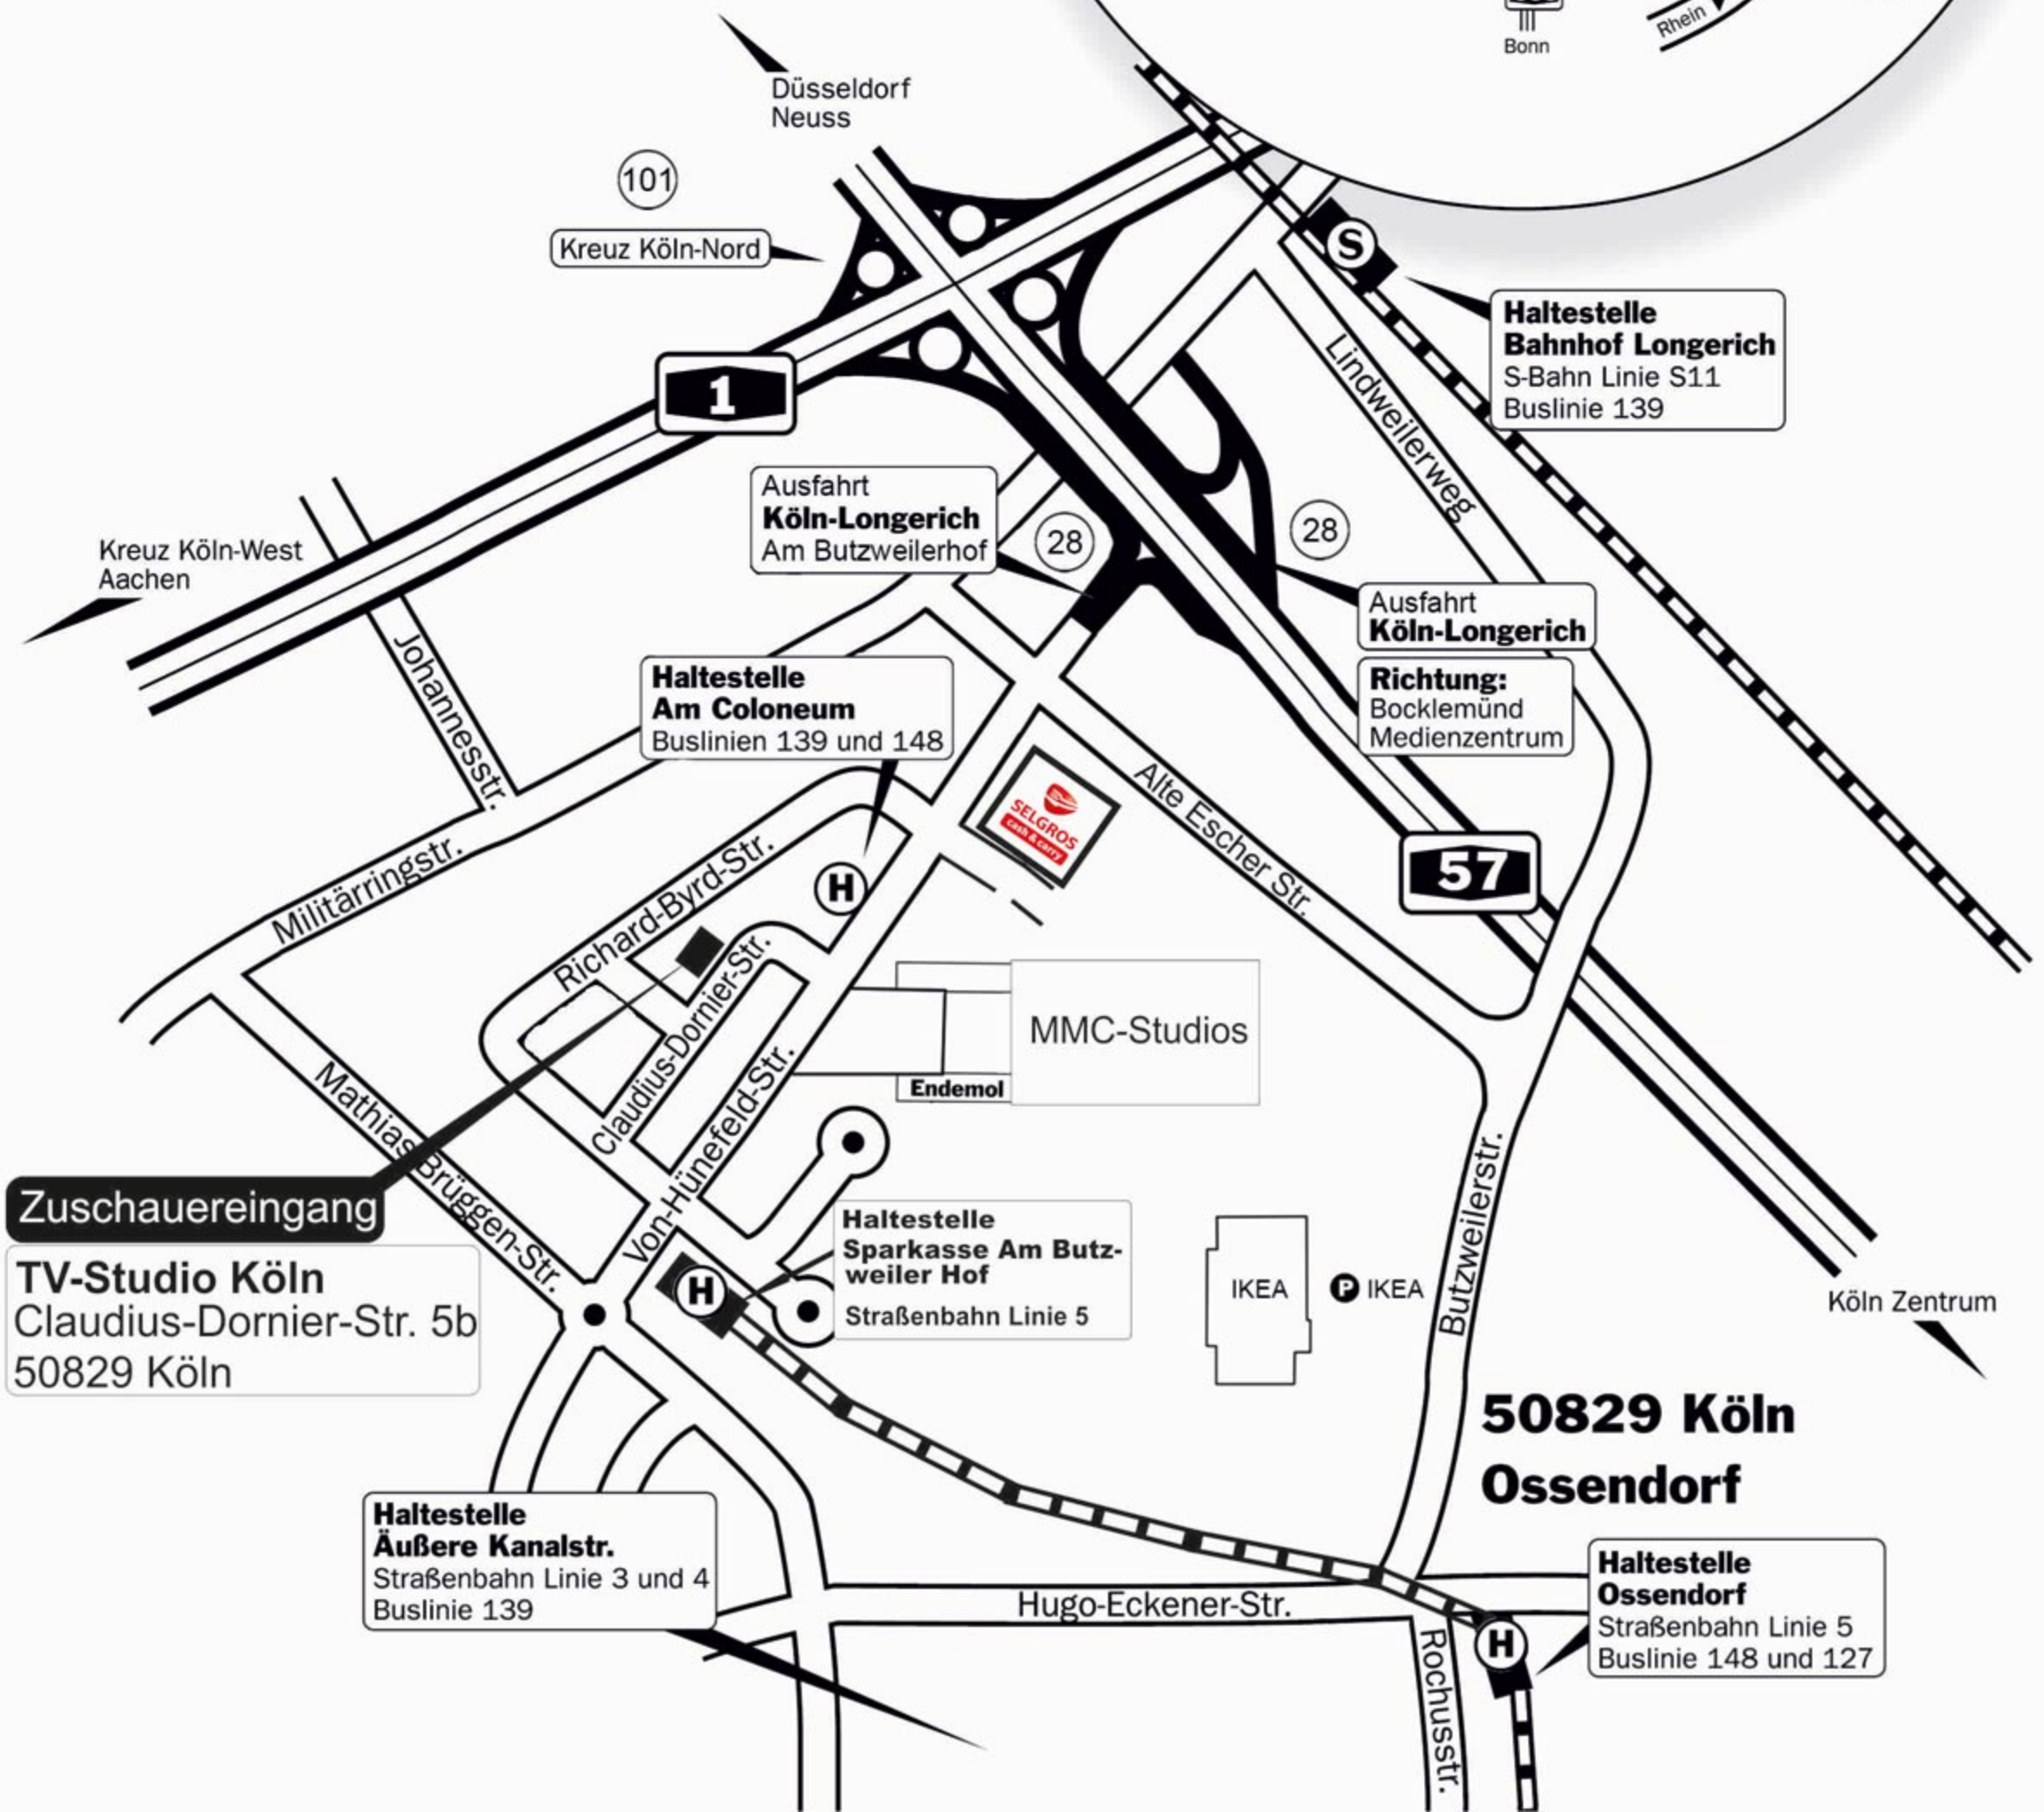 Bonn
Rhein
Düsseldorf
Neuss
101
Kreuz Köln-Nord
S
Haltestelle
Bahnhof Longerich
S-Bahn Linie S11
Buslinie 139
1
Lindweilerweg
Ausfahrt
Köln-Longerich
Am Butzweilerhof
28
28
Kreuz Köln-West
Aachen
Ausfahrt
Köln-Longerich
Richtung:
Bocklemünd
Medienzentrum
Johannesstr.
Haltestelle
Am Coloneum
Buslinien 139 und 148
SELGROS
cash & carry
Alte Escher Str.
57
Militärringstr.
Richard-Byrd-Str.
H
Claudius-Dornier-Str.
MMC-Studios
Endemol
Von-Hünefeld-Str.
Mathias-Brüggen-Str.
Zuschauereingang
TV-Studio Köln
Claudius-Dornier-Str. 5b
50829 Köln
H
Haltestelle
Sparkasse Am Butz-
weiler Hof
Straßenbahn Linie 5
IKEA
P IKEA
Butzweilerstr.
Köln Zentrum
50829 Köln
Ossendorf
Haltestelle
Äußere Kanalstr.
Straßenbahn Linie 3 und 4
Buslinie 139
Hugo-Eckener-Str.
Haltestelle
Ossendorf
Straßenbahn Linie 5
Buslinie 148 und 127
H
Rochusstr.